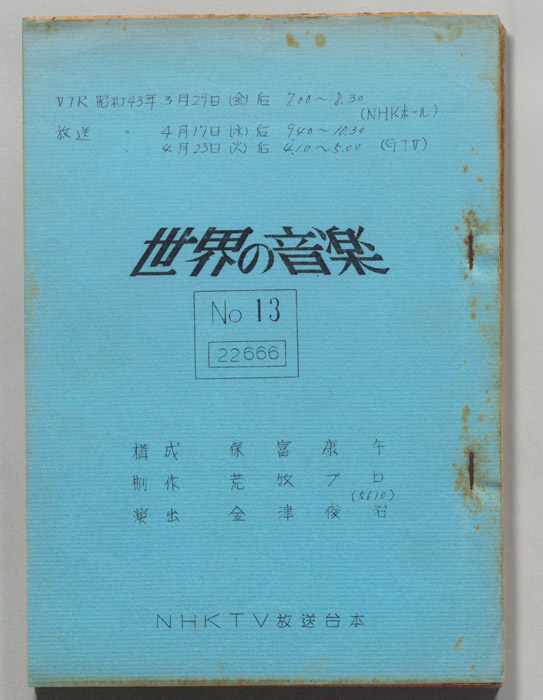 VTR 昭和43年 3月29日(金)后 7.00～8.30
(NHKホール)
放送 〃 4月17日(水)后 9.40～10.30
〃 4月23日(火)后 4.10～5.00 (GTV)
世界の音楽
No 13
22666
構成 保富康午
制作 荒牧プロ
(5610)
演出 金津俊治
NHKTV放送台本